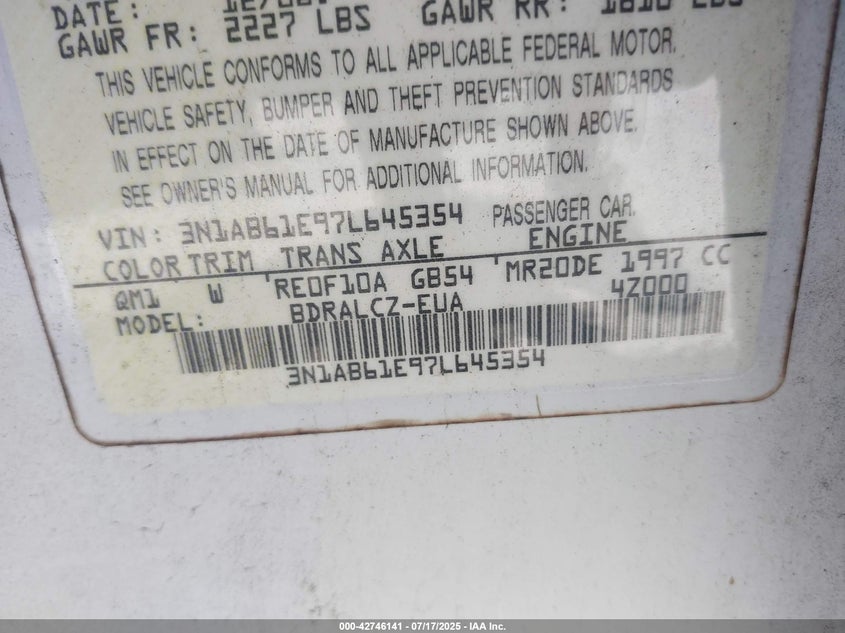 DATE:
GAWR FR: 2227 LBS GAWR RR: 1810 LBS
THIS VEHICLE CONFORMS TO ALL APPLICABLE FEDERAL MOTOR.
VEHICLE SAFETY, BUMPER AND THEFT PREVENTION STANDARDS
IN EFFECT ON THE DATE OF MANUFACTURE SHOWN ABOVE.
SEE OWNER'S MANUAL FOR ADDITIONAL INFORMATION.
VIN: 3N1AB61E97L645354 PASSENGER CAR.
COLOR TRIM TRANS AXLE ENGINE
QM1 W RE0F10A GB54 MR20DE 1997 CC
MODEL: BDRALCZ-EUA 4Z000
3N1AB61E97L645354
000-42746141 - 07/17/2025 - IAA Inc.